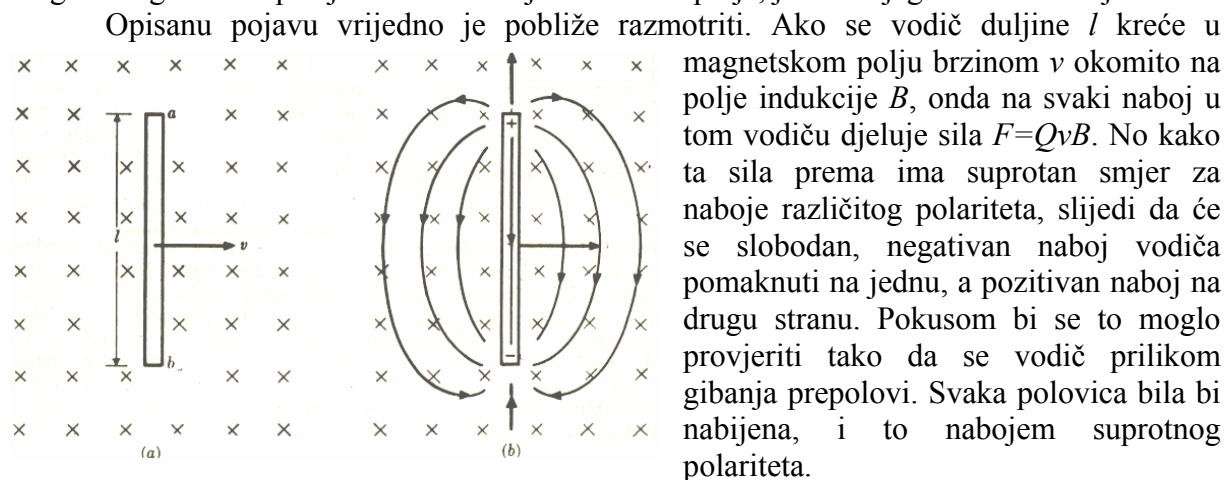 Opisanu pojavu vrijedno je pobliže razmotriti. Ako se vodič duljine l kreće u
magnetskom polju brzinom v okomito na
polje indukcije B, onda na svaki naboj u
tom vodiču djeluje sila F=QvB. No kako
ta sila prema ima suprotan smjer za
naboje različitog polariteta, slijedi da će
se slobodan, negativan naboj vodiča
pomaknuti na jednu, a pozitivan naboj na
drugu stranu. Pokusom bi se to moglo
provjeriti tako da se vodič prilikom
gibanja prepolovi. Svaka polovica bila bi
nabijena, i to nabojem suprotnog
polariteta.
a
l
v
b
(a)
+
−
(b)